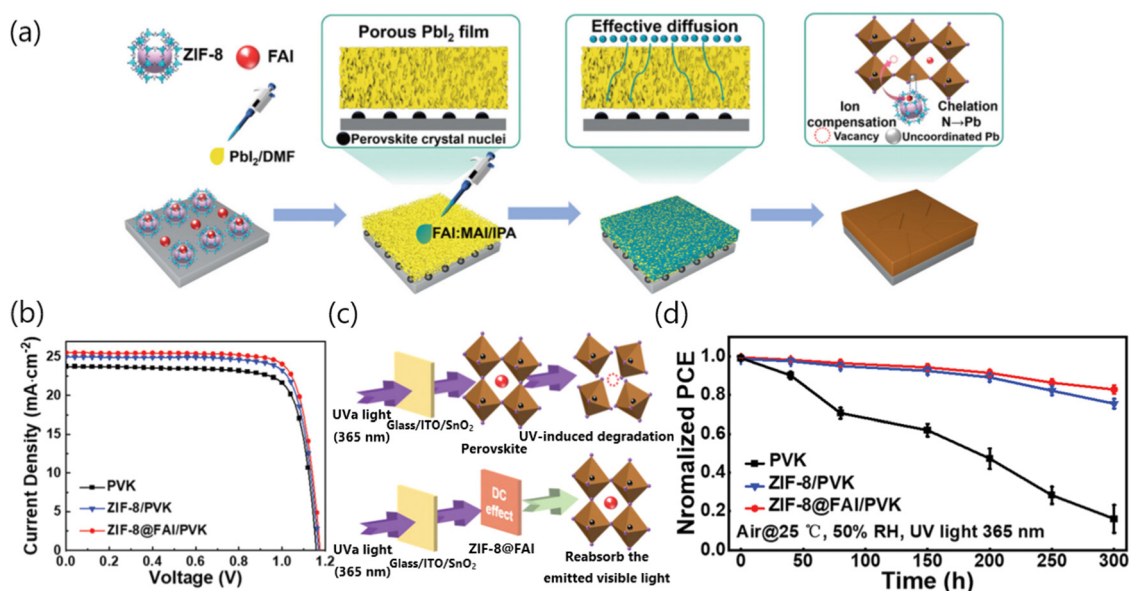 (a)
ZIF-8
FAI
PbI₂/DMF
Porous PbI₂ film
Perovskite crystal nuclei
FAI:MAI/IPA
Effective diffusion
Ion
compensation
Chelation
N→Pb
Vacancy
Uncoordinated Pb
(b)
Current Density (mA·cm⁻²)
25
20
15
10
5
0
PVK
ZIF-8/PVK
ZIF-8@FAI/PVK
0.0 0.2 0.4 0.6 0.8 1.0 1.2
Voltage (V)
(c)
UVa light
(365 nm)
Glass/ITO/SnO₂
Perovskite
UV-induced degradation
UVa light
(365 nm)
Glass/ITO/SnO₂
DC
effect
ZIF-8@FAI
Reabsorb the
emitted visible light
(d)
Nromalized PCE
1.0
0.8
0.6
0.4
0.2
0.0
PVK
ZIF-8/PVK
ZIF-8@FAI/PVK
Air@25 ℃, 50% RH, UV light 365 nm
0 50 100 150 200 250 300
Time (h)